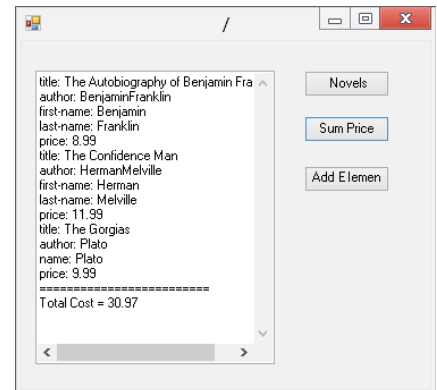 /
title: The Autobiography of Benjamin Fra
author: BenjaminFranklin
first-name: Benjamin
last-name: Franklin
price: 8.99
title: The Confidence Man
author: HermanMelville
first-name: Herman
last-name: Melville
price: 11.99
title: The Gorgias
author: Plato
name: Plato
price: 9.99
=========================
Total Cost = 30.97
Novels
Sum Price
Add Elemen